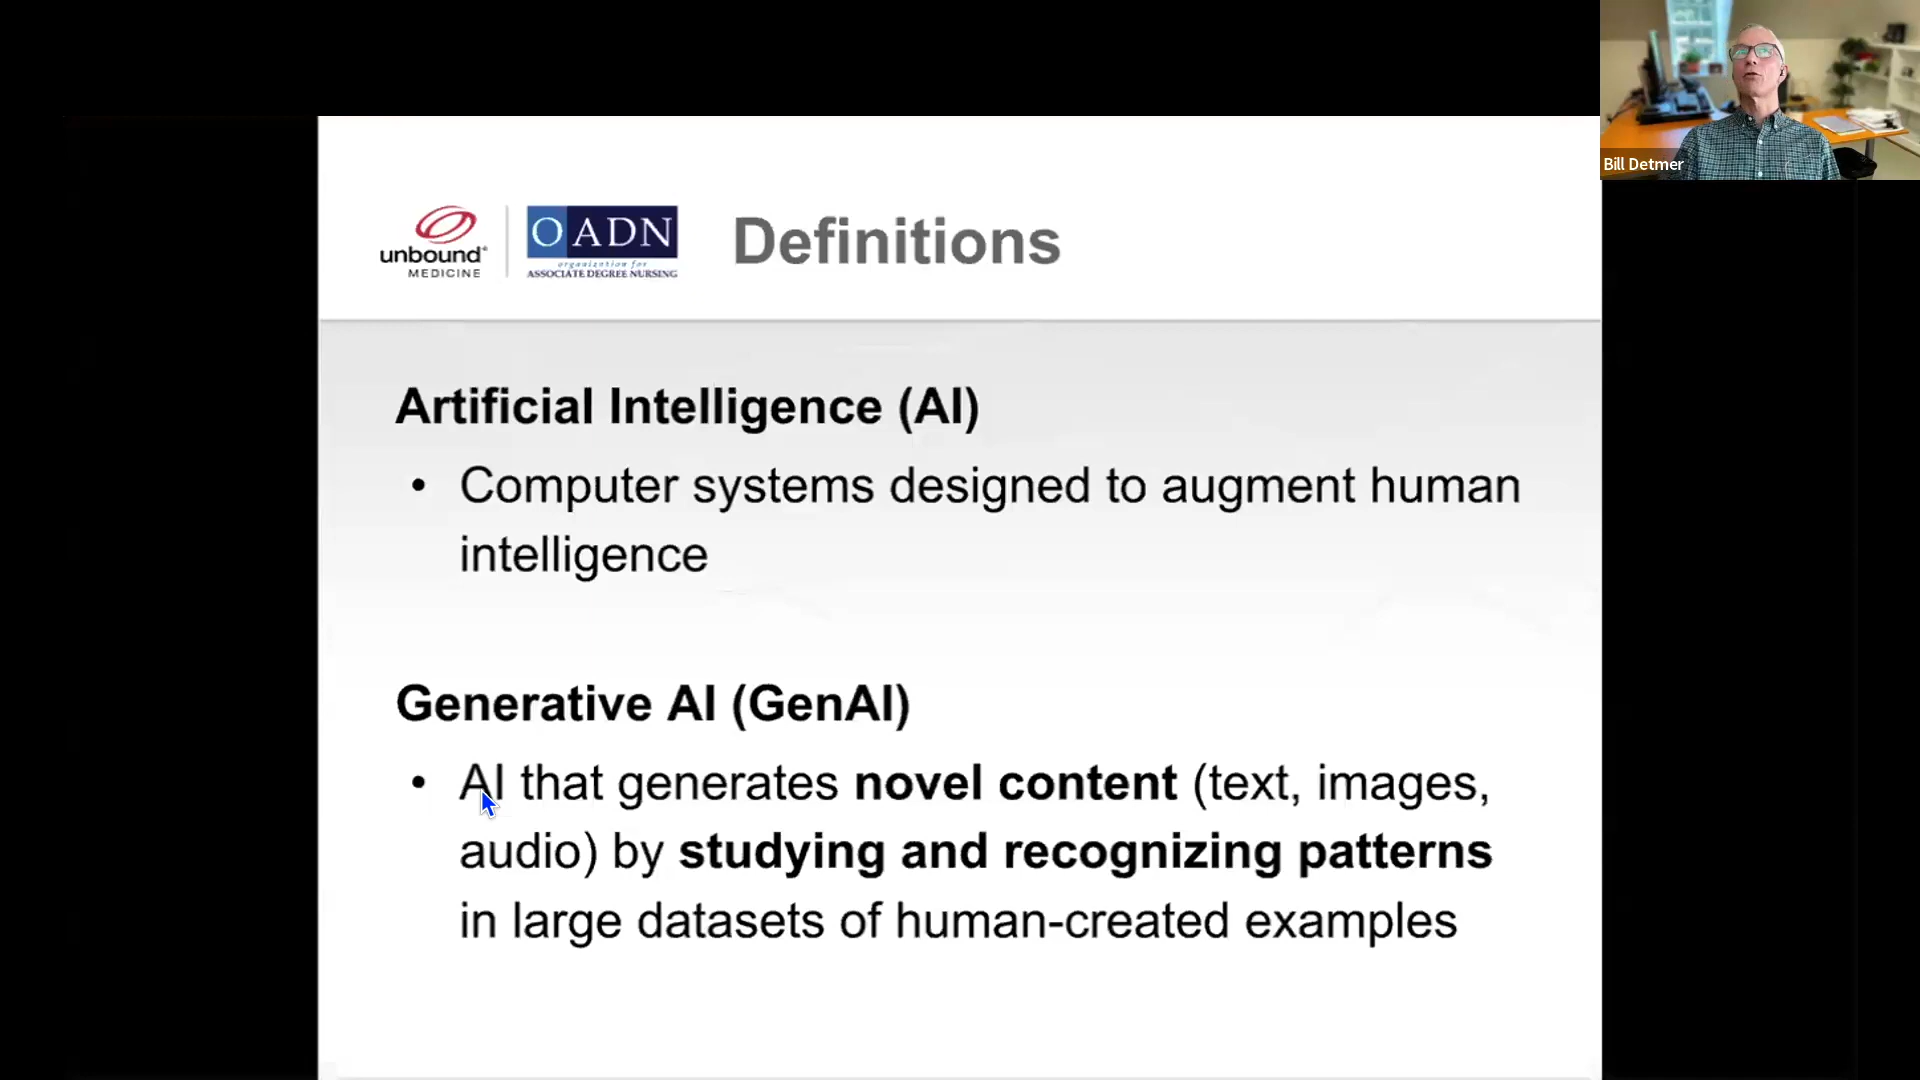 Bill Detmer
unbound
MEDICINE
OADN
organization for
ASSOCIATE DEGREE NURSING
Definitions
Artificial Intelligence (AI)
• Computer systems designed to augment human
intelligence
Generative AI (GenAI)
• AI that generates novel content (text, images,
audio) by studying and recognizing patterns
in large datasets of human-created examples